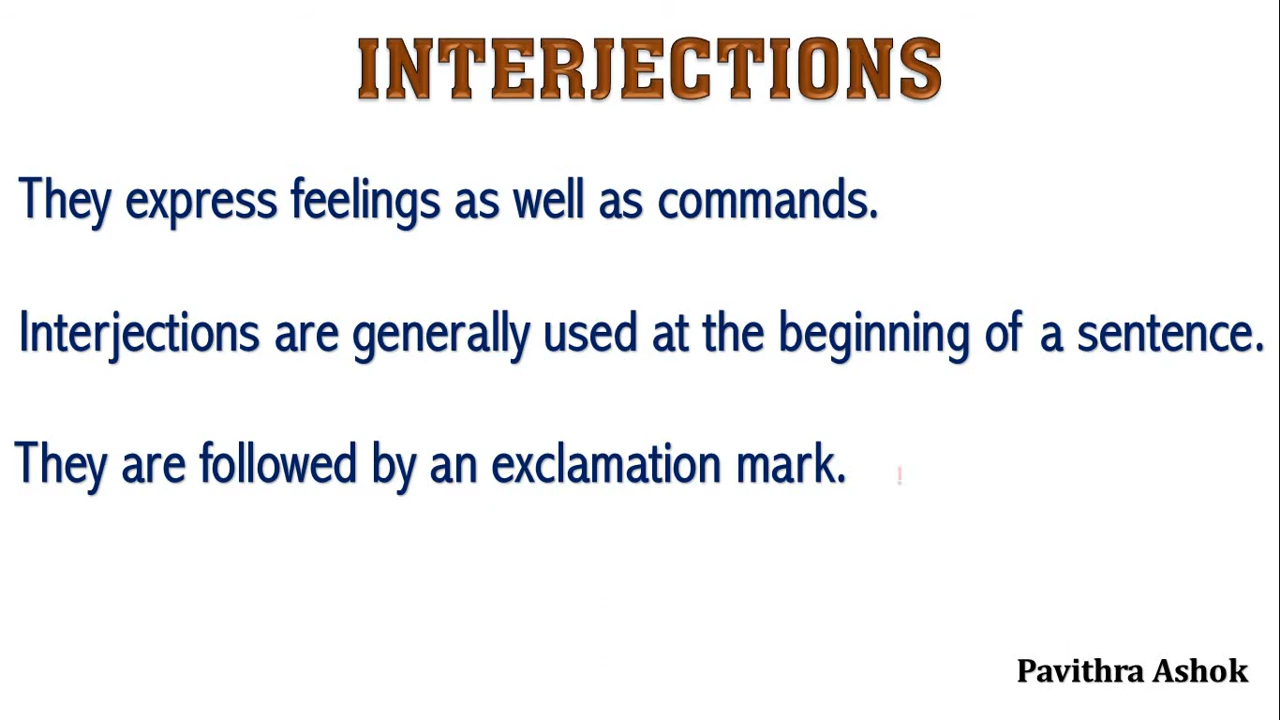 INTERJECTIONS
They express feelings as well as commands.
Interjections are generally used at the beginning of a sentence.
They are followed by an exclamation mark. !
Pavithra Ashok